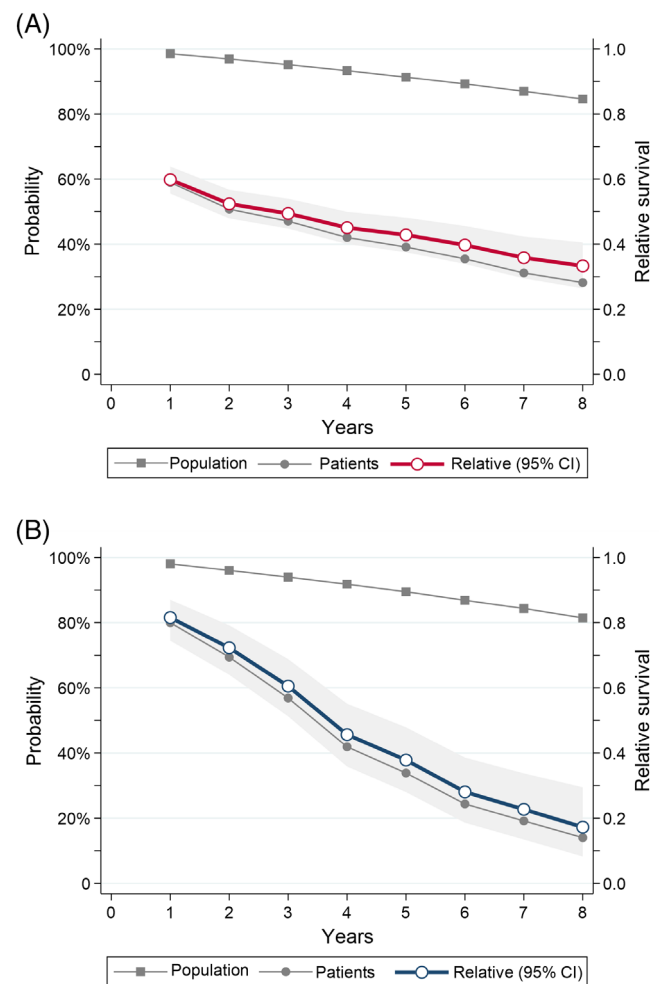 (A)
100%
80%
60%
40%
20%
0
Probability
1.0
0.8
0.6
0.4
0.2
0.0
Relative survival
0 1 2 3 4 5 6 7 8
Years
Population Patients Relative (95% CI)
(B)
100%
80%
60%
40%
20%
0
Probability
1.0
0.8
0.6
0.4
0.2
0.0
Relative survival
0 1 2 3 4 5 6 7 8
Years
Population Patients Relative (95% CI)